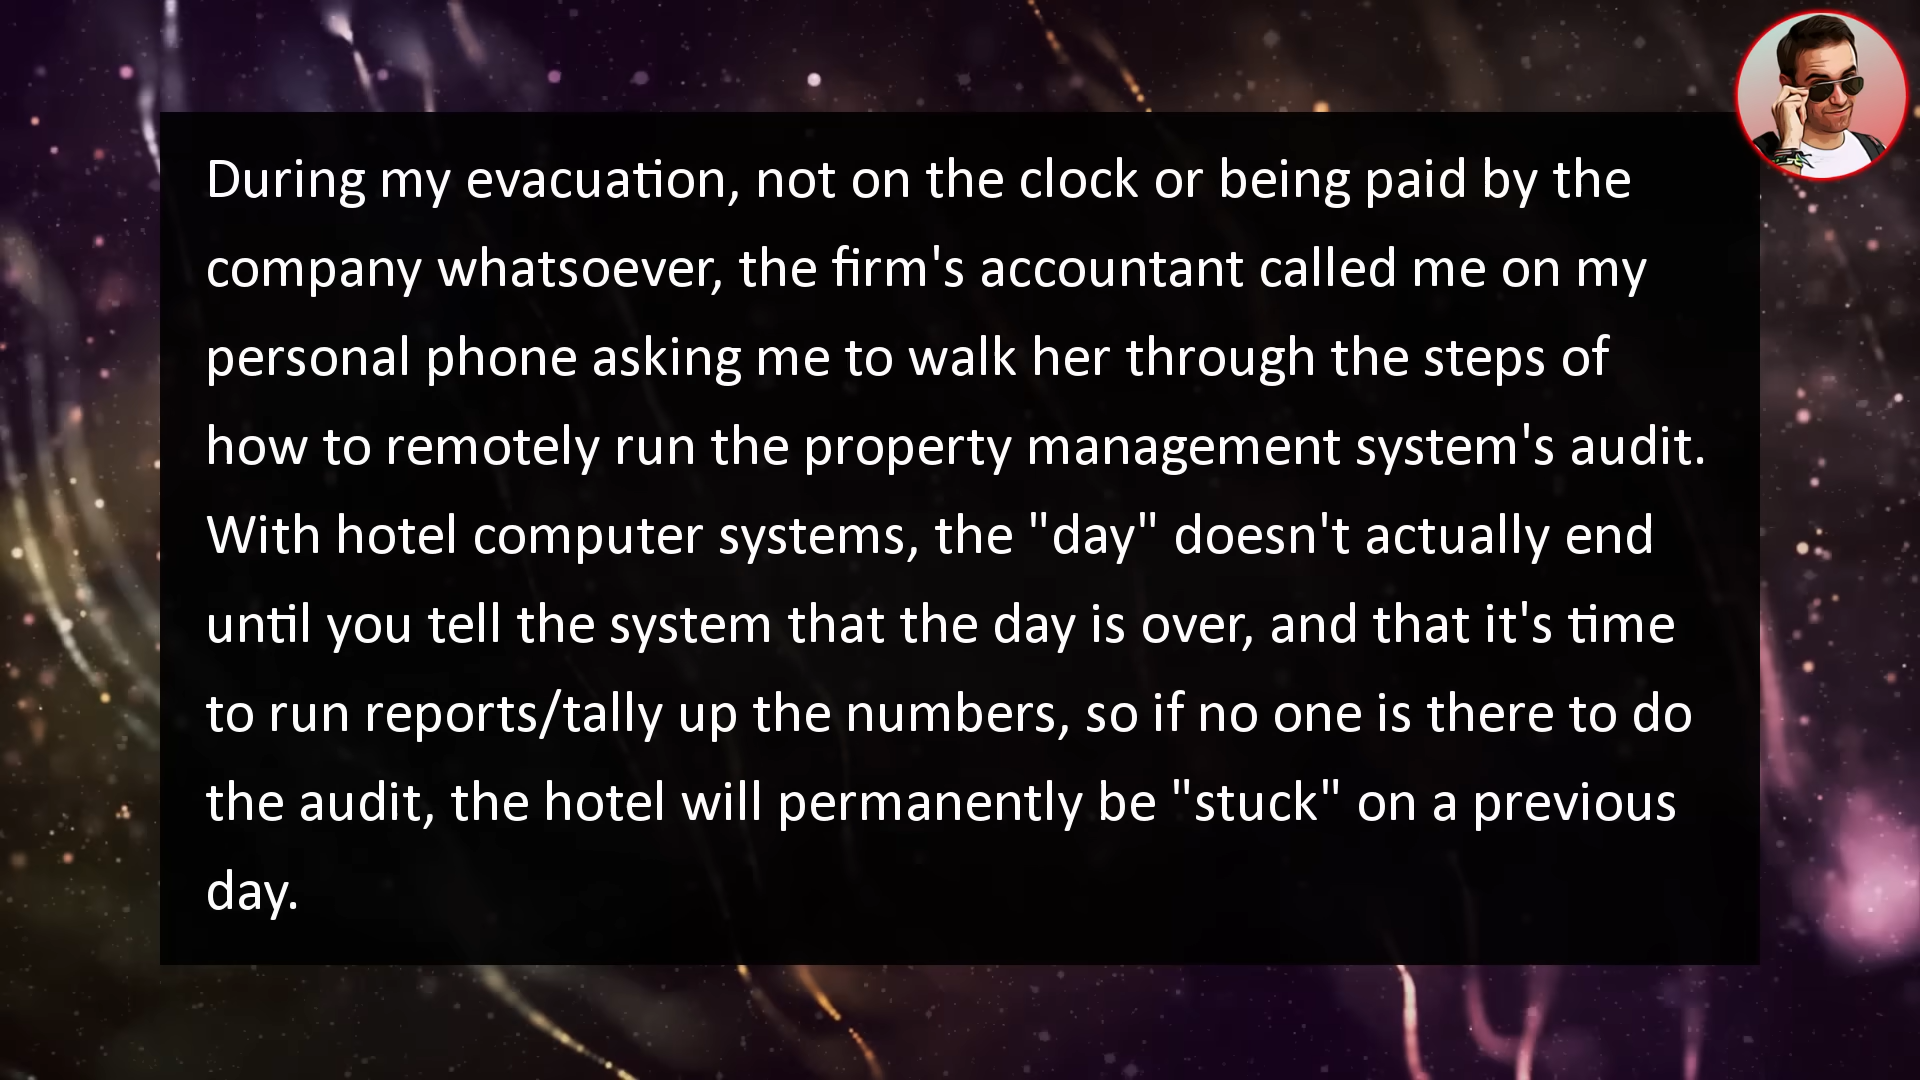 During my evacuation, not on the clock or being paid by the
company whatsoever, the firm's accountant called me on my
personal phone asking me to walk her through the steps of
how to remotely run the property management system's audit.
With hotel computer systems, the "day" doesn't actually end
until you tell the system that the day is over, and that it's time
to run reports/tally up the numbers, so if no one is there to do
the audit, the hotel will permanently be "stuck" on a previous
day.